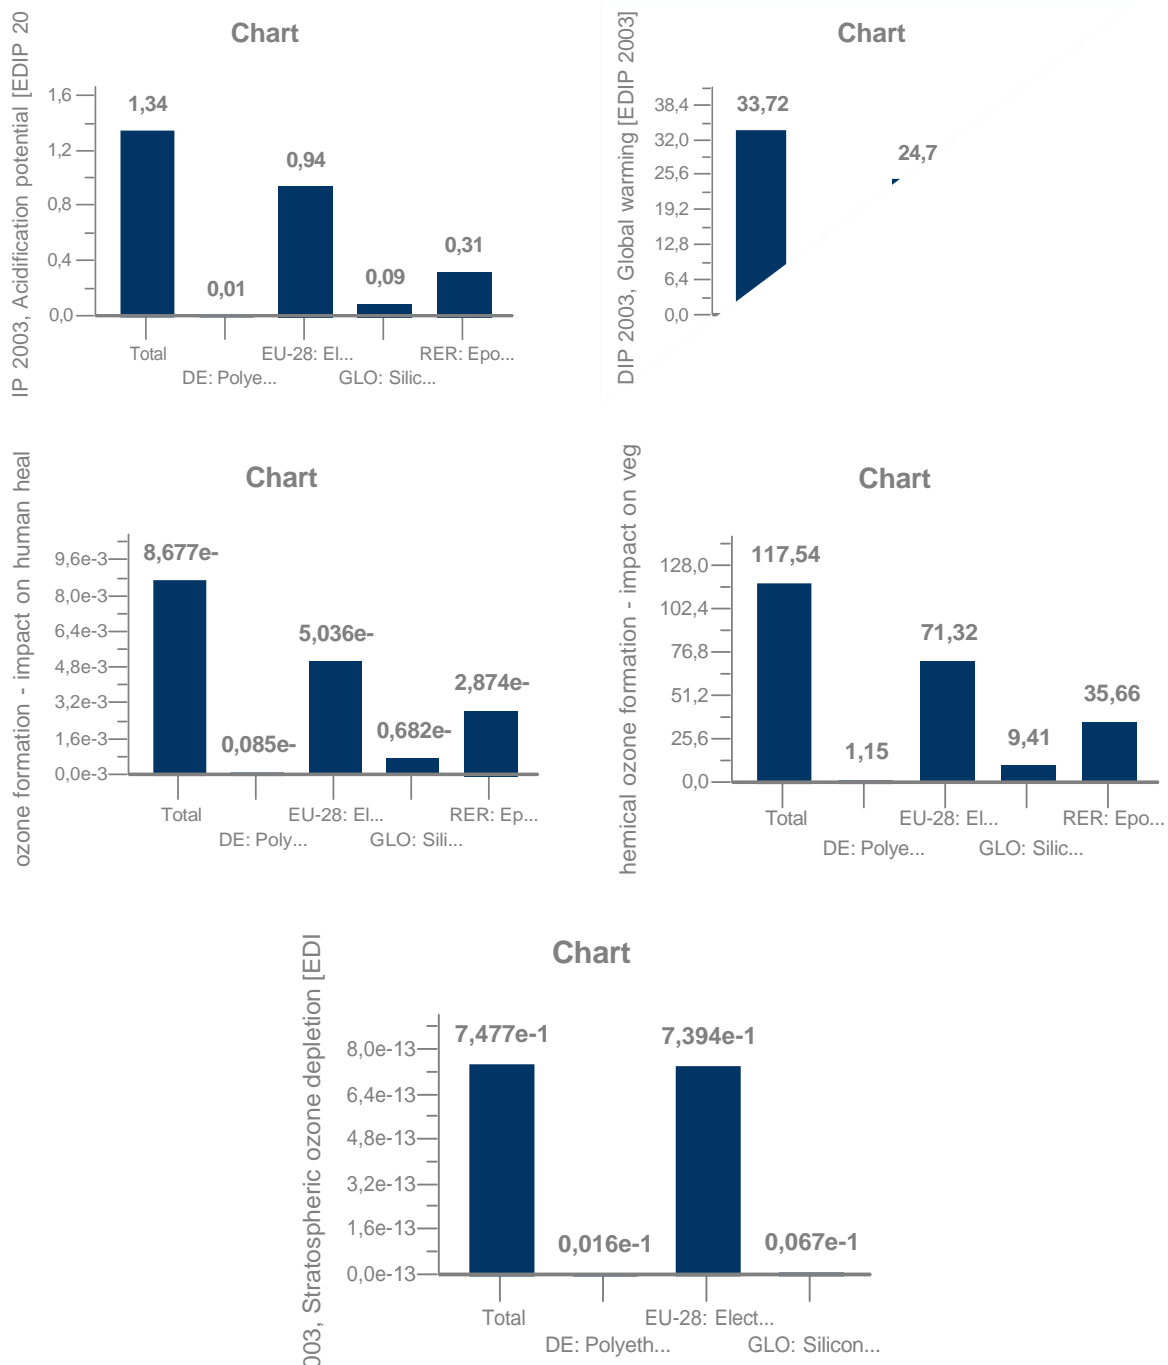 Chart
IP 2003, Acidification potential [EDIP 20
1,6
1,2
0,8
0,4
0,0
1,34
0,01
0,94
0,09
0,31
Total
DE: Polye...
EU-28: El...
GLO: Silic...
RER: Epo...
Chart
DIP 2003, Global warming [EDIP 2003]
38,4
32,0
25,6
19,2
12,8
6,4
0,0
33,72
24,7
Chart
ozone formation - impact on human heal
9,6e-3
8,0e-3
6,4e-3
4,8e-3
3,2e-3
1,6e-3
0,0e-3
8,677e-
0,085e-
5,036e-
0,682e-
2,874e-
Total
DE: Poly...
EU-28: El...
GLO: Sili...
RER: Ep...
Chart
hemical ozone formation - impact on veg
128,0
102,4
76,8
51,2
25,6
0,0
117,54
1,15
71,32
9,41
35,66
Total
DE: Polye...
EU-28: El...
GLO: Silic...
RER: Epo...
Chart
003, Stratospheric ozone depletion [EDI
8,0e-13
6,4e-13
4,8e-13
3,2e-13
1,6e-13
0,0e-13
7,477e-1
0,016e-1
7,394e-1
0,067e-1
Total
DE: Polyeth...
EU-28: Elect...
GLO: Silicon...